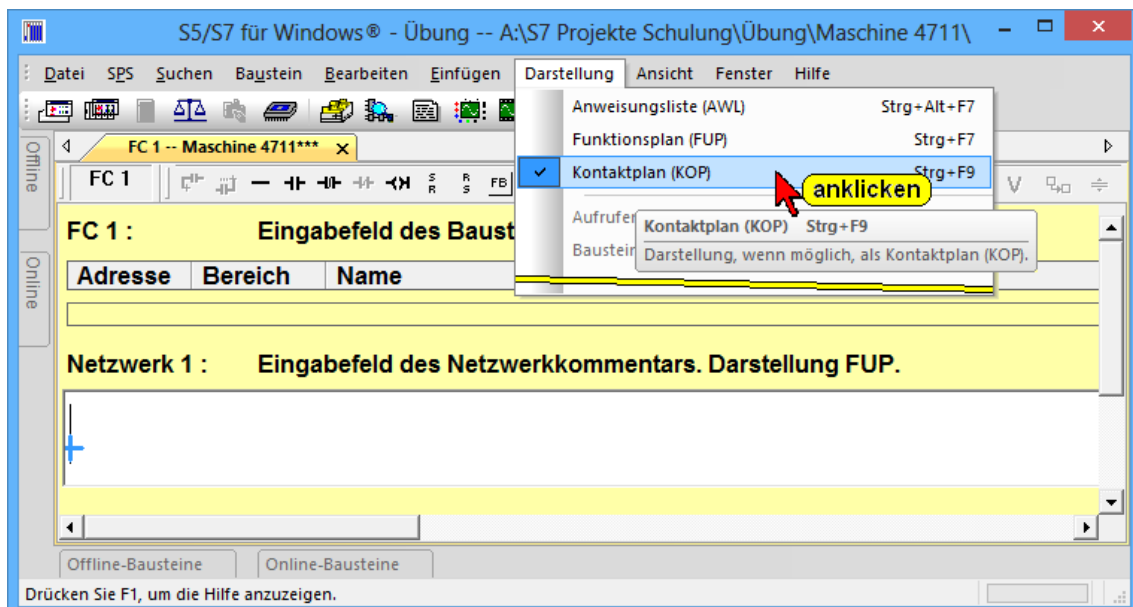 S5/S7 für Windows® - Übung -- A:\S7 Projekte Schulung\Übung\Maschine 4711\
Datei SPS Suchen Baustein Bearbeiten Einfügen Darstellung Ansicht Fenster Hilfe
Anweisungsliste (AWL) Strg+Alt+F7
Funktionsplan (FUP) Strg+F7
Kontaktplan (KOP) Strg+F9
anklicken
Aufrufer
Baustein
Kontaktplan (KOP) Strg+F9
Darstellung, wenn möglich, als Kontaktplan (KOP).
Offline
Online
FC 1 -- Maschine 4711***
FC 1
S
R
R
S
FB
V
FC 1 : Eingabefeld des Baust
Adresse Bereich Name
Netzwerk 1 : Eingabefeld des Netzwerkkommentars. Darstellung FUP.
Offline-Bausteine Online-Bausteine
Drücken Sie F1, um die Hilfe anzuzeigen.